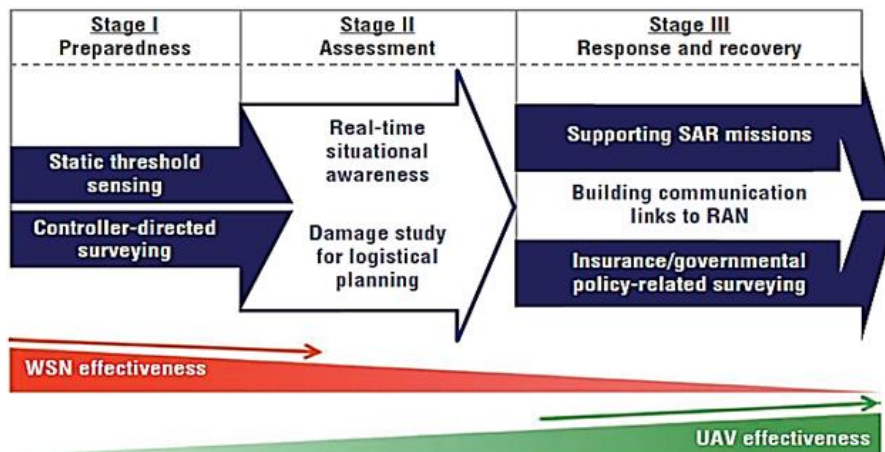 Stage I
Preparedness
Stage II
Assessment
Stage III
Response and recovery
Static threshold
sensing
Controller-directed
surveying
Real-time
situational
awareness
Damage study
for logistical
planning
Supporting SAR missions
Building communication
links to RAN
Insurance/governmental
policy-related surveying
WSN effectiveness
UAV effectiveness